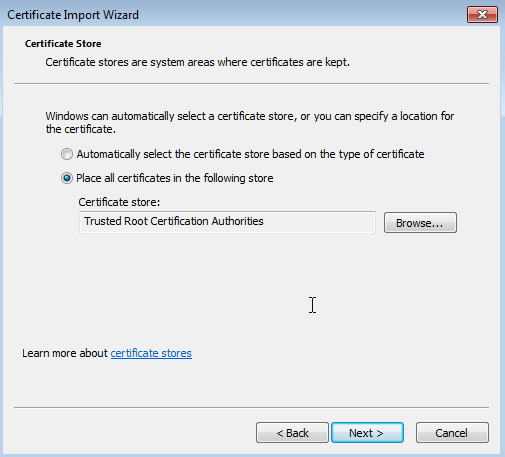 Certificate Import Wizard
Certificate Store
Certificate stores are system areas where certificates are kept.
Windows can automatically select a certificate store, or you can specify a location for
the certificate.
Automatically select the certificate store based on the type of certificate
Place all certificates in the following store
Certificate store:
Trusted Root Certification Authorities
Browse...
Learn more about certificate stores
< Back
Next >
Cancel